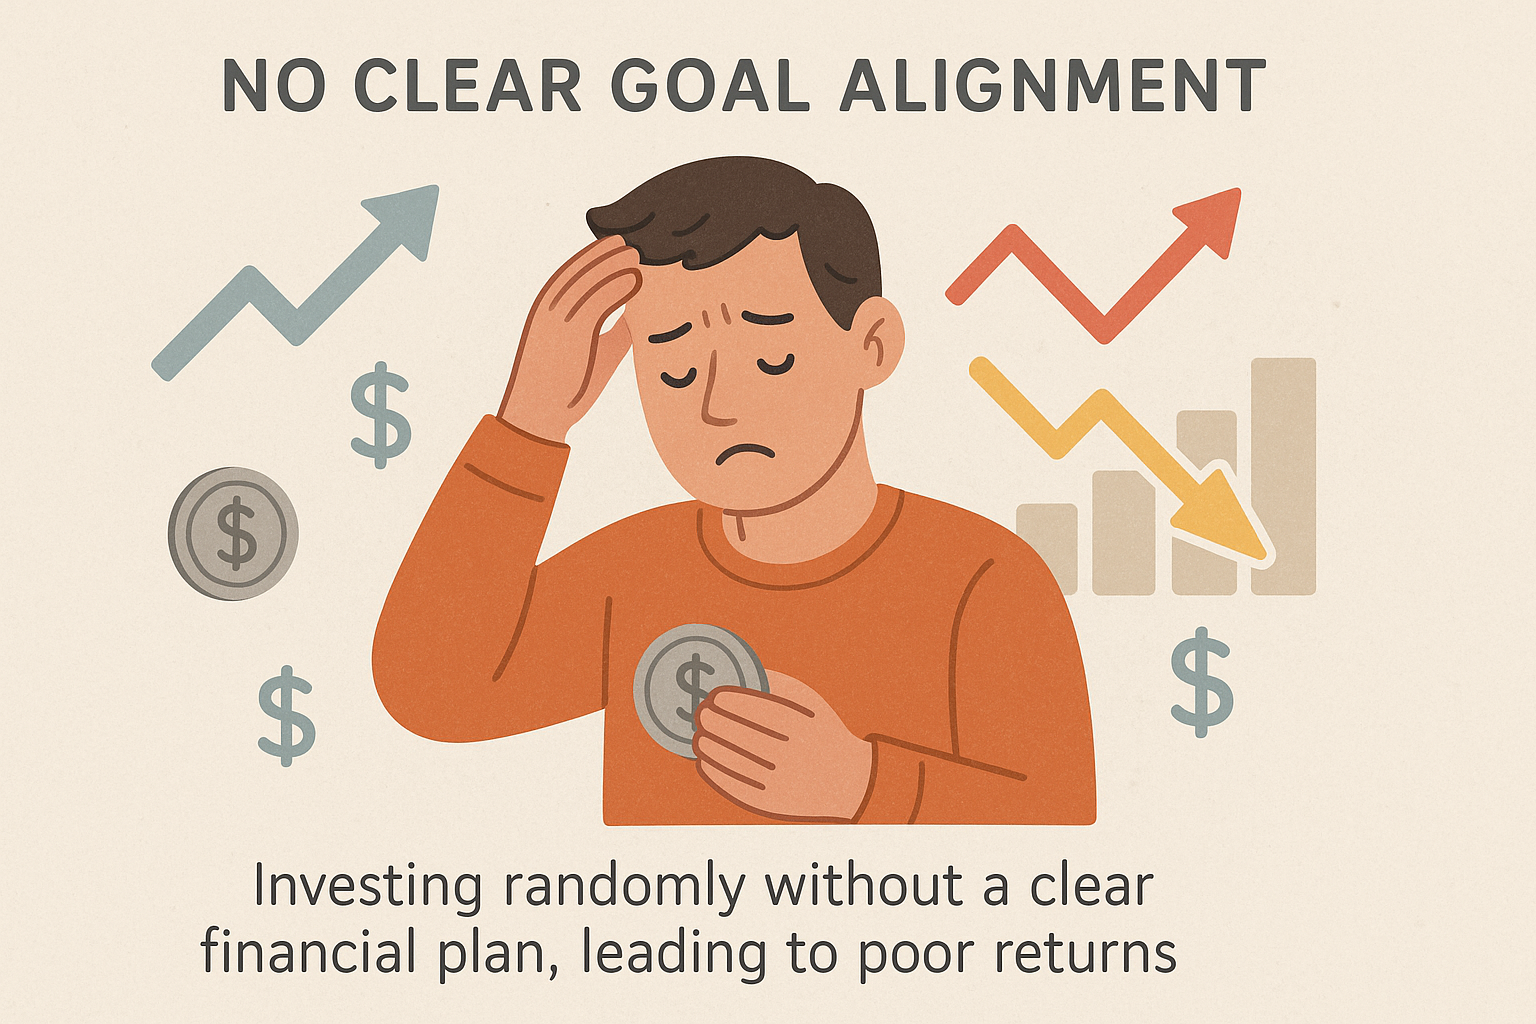 NO CLEAR GOAL ALIGNMENT
$
$
$
$
$
Investing randomly without a clear
financial plan, leading to poor returns